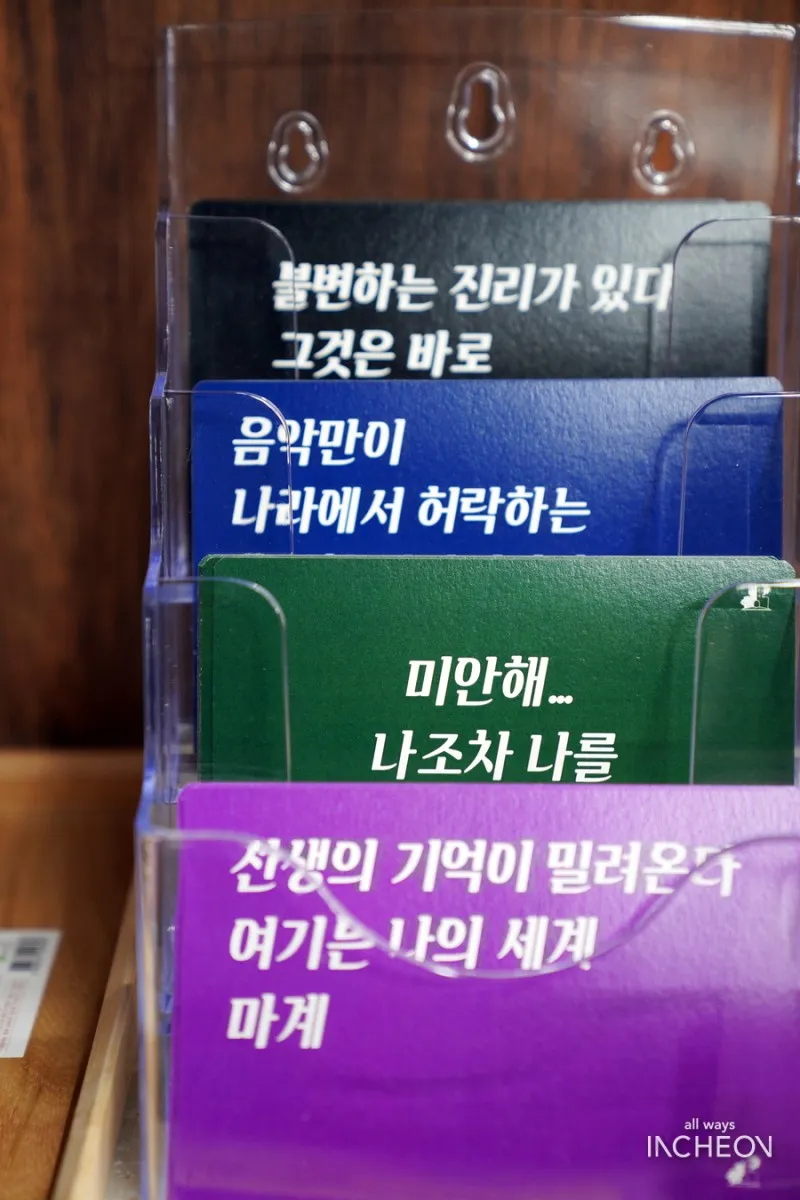 불변하는 진리가 있다
그것은 바로
음악만이
나라에서 허락하는
미안해...
나조차 나를
선생의 기억이 밀려온다
여기는 나의 세계
마계
all ways
INCHEON